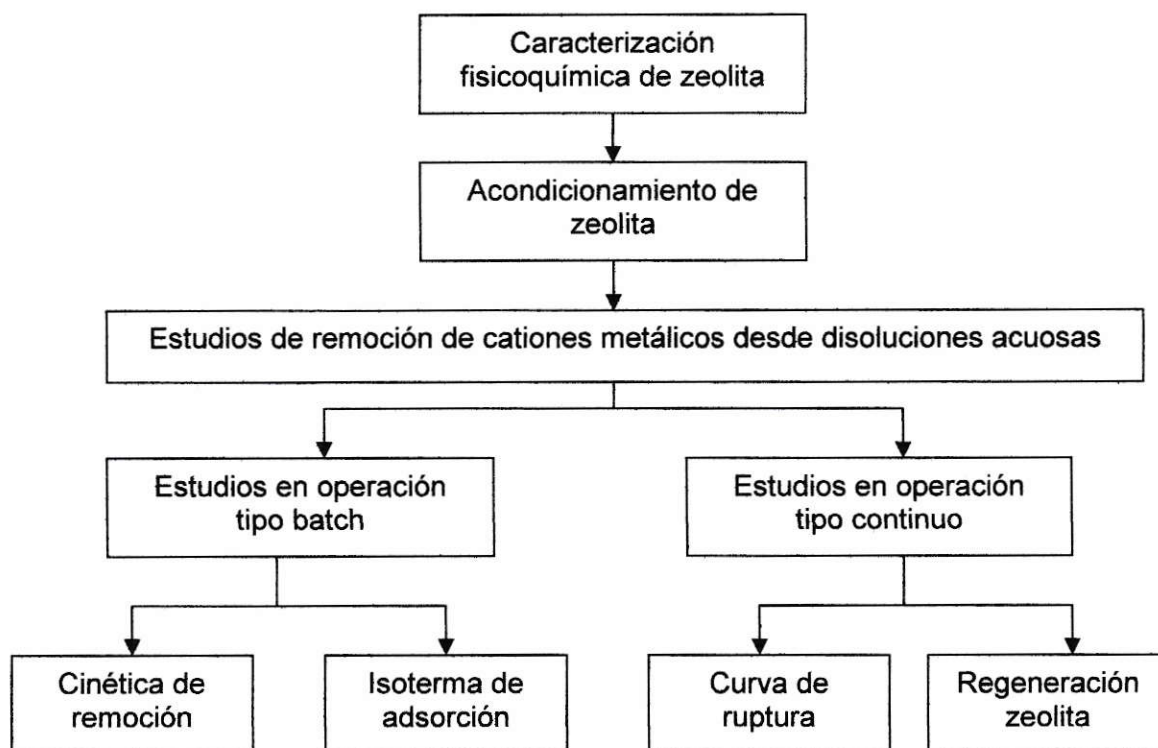 Caracterización
fisicoquímica de zeolita
Acondicionamiento de
zeolita
Estudios de remoción de cationes metálicos desde disoluciones acuosas
Estudios en operación
tipo batch
Estudios en operación
tipo continuo
Cinética de
remoción
Isoterma de
adsorción
Curva de
ruptura
Regeneración
zeolita